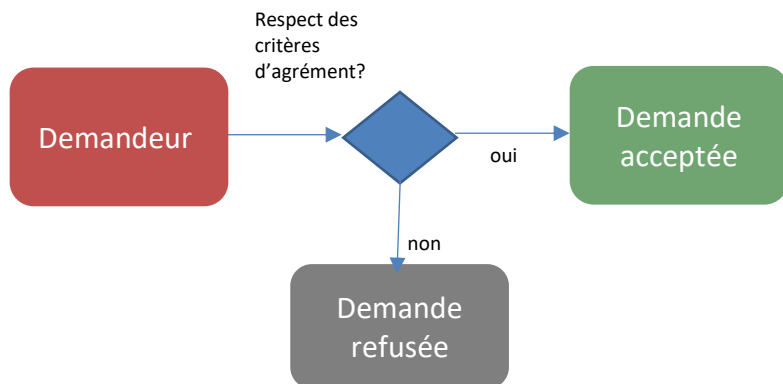 Respect des
critères
d’agrément?
Demandeur
oui
Demande
acceptée
non
Demande
refusée